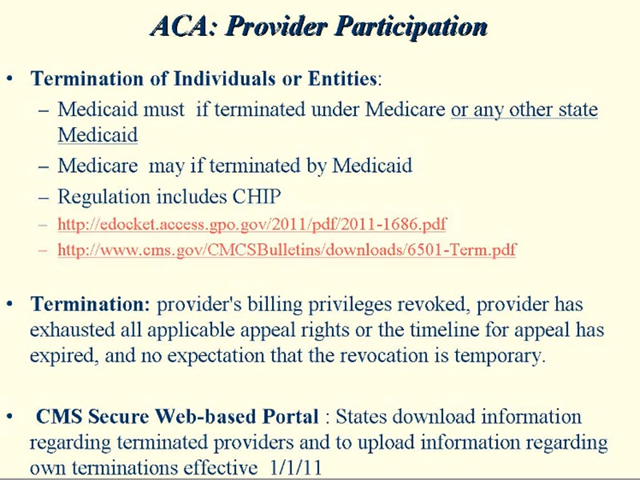 ACA: Provider Participation
• Termination of Individuals or Entities:
– Medicaid must if terminated under Medicare or any other state
Medicaid
– Medicare may if terminated by Medicaid
– Regulation includes CHIP
– http://edocket.access.gpo.gov/2011/pdf/2011-1686.pdf
– http://www.cms.gov/CMCSBulletins/downloads/6501-Term.pdf
• Termination: provider's billing privileges revoked, provider has
exhausted all applicable appeal rights or the timeline for appeal has
expired, and no expectation that the revocation is temporary.
• CMS Secure Web-based Portal : States download information
regarding terminated providers and to upload information regarding
own terminations effective 1/1/11